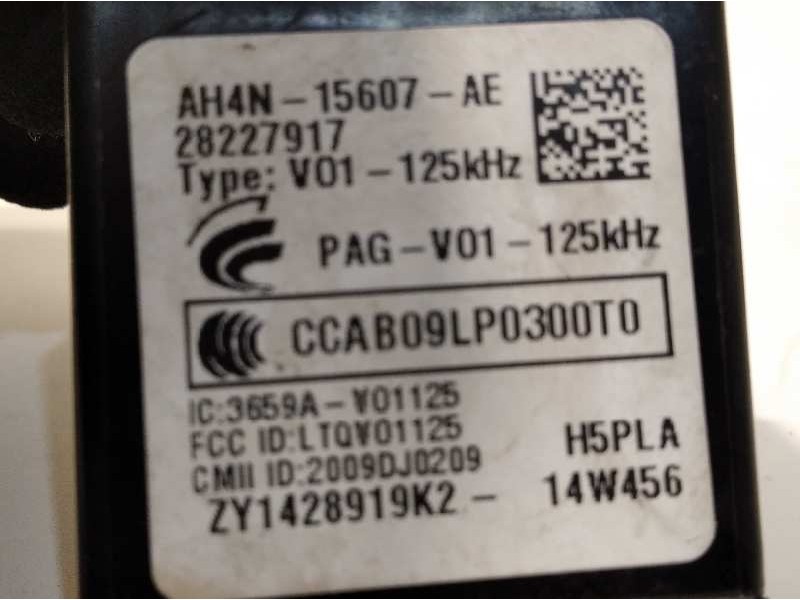 AH4N-15607-AE
28227917
Type: V01-125kHz
PAG-V01-125kHz
CCAB09LP0300T0
IC:3659A-V01125
FCC ID:LTQV01125
CMII ID:2009DJ0209
H5PLA
ZY1428919K2- 14W456